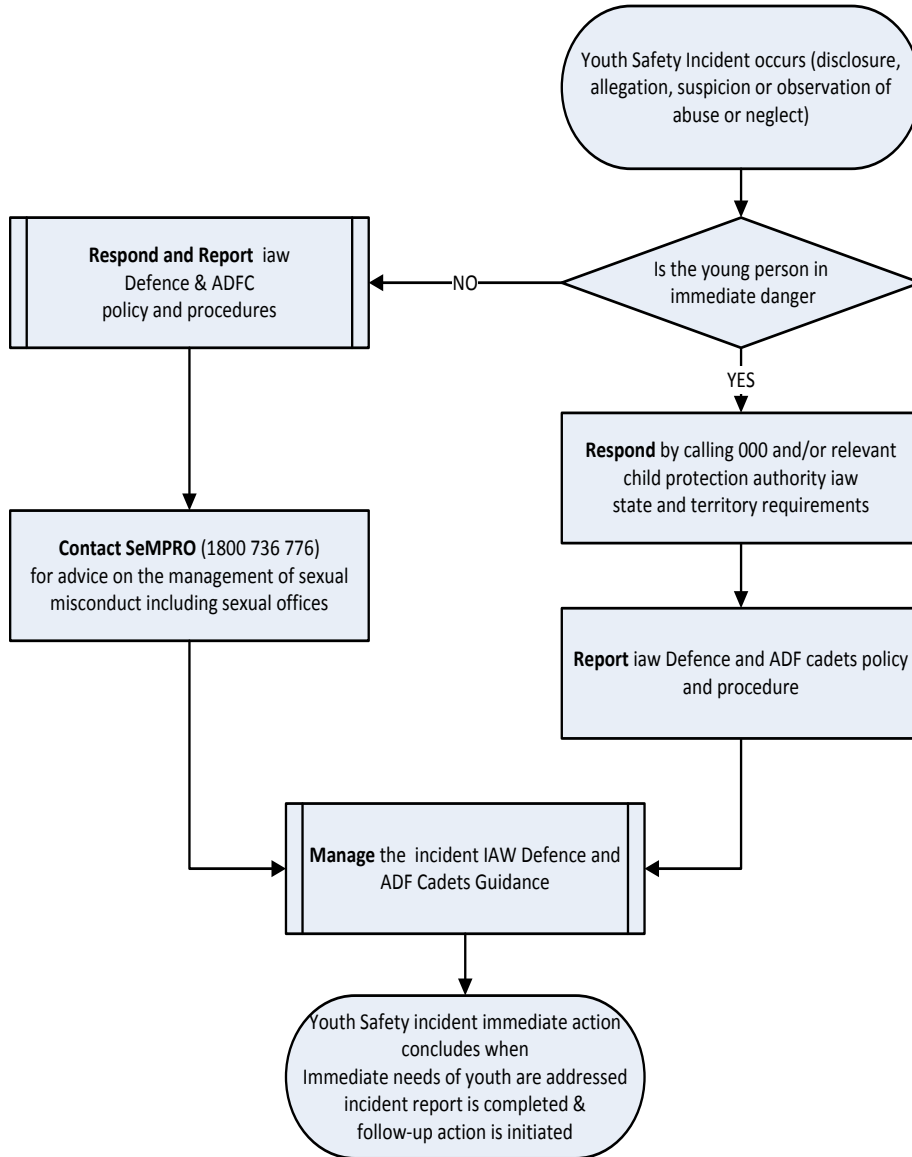 Youth Safety Incident occurs (disclosure,
allegation, suspicion or observation of
abuse or neglect)
Is the young person in
immediate danger
NO
Respond and Report iaw
Defence & ADFC
policy and procedures
YES
Respond by calling 000 and/or relevant
child protection authority iaw
state and territory requirements
Contact SeMPRO (1800 736 776)
for advice on the management of sexual
misconduct including sexual offices
Report iaw Defence and ADF cadets policy
and procedure
Manage the incident IAW Defence and
ADF Cadets Guidance
Youth Safety incident immediate action
concludes when
Immediate needs of youth are addressed
incident report is completed &
follow-up action is initiated